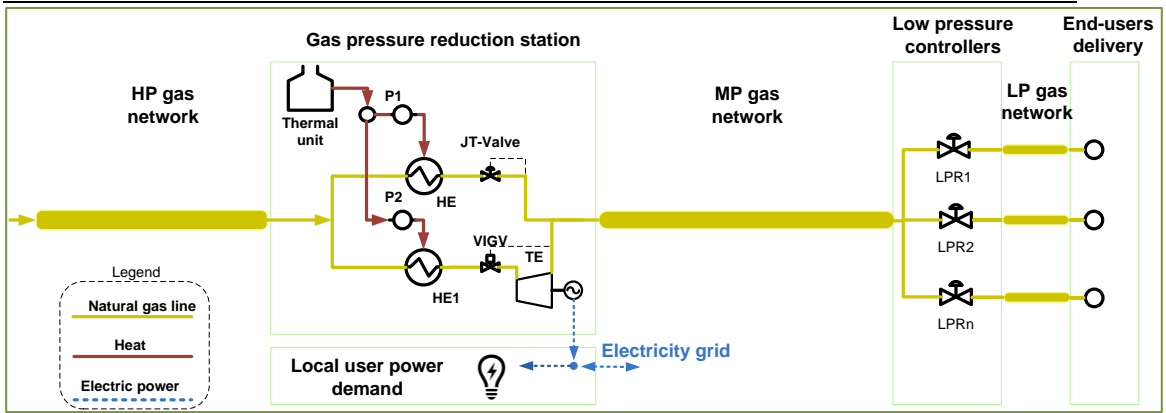 Gas pressure reduction station
Low pressure
controllers
End-users
delivery
HP gas
network
Thermal
unit
P1
JT-Valve
HE
P2
VIGV
TE
HE1
MP gas
network
LP gas
network
LPR1
LPR2
LPRn
Legend
Natural gas line
Heat
Electric power
Local user power
demand
Electricity grid